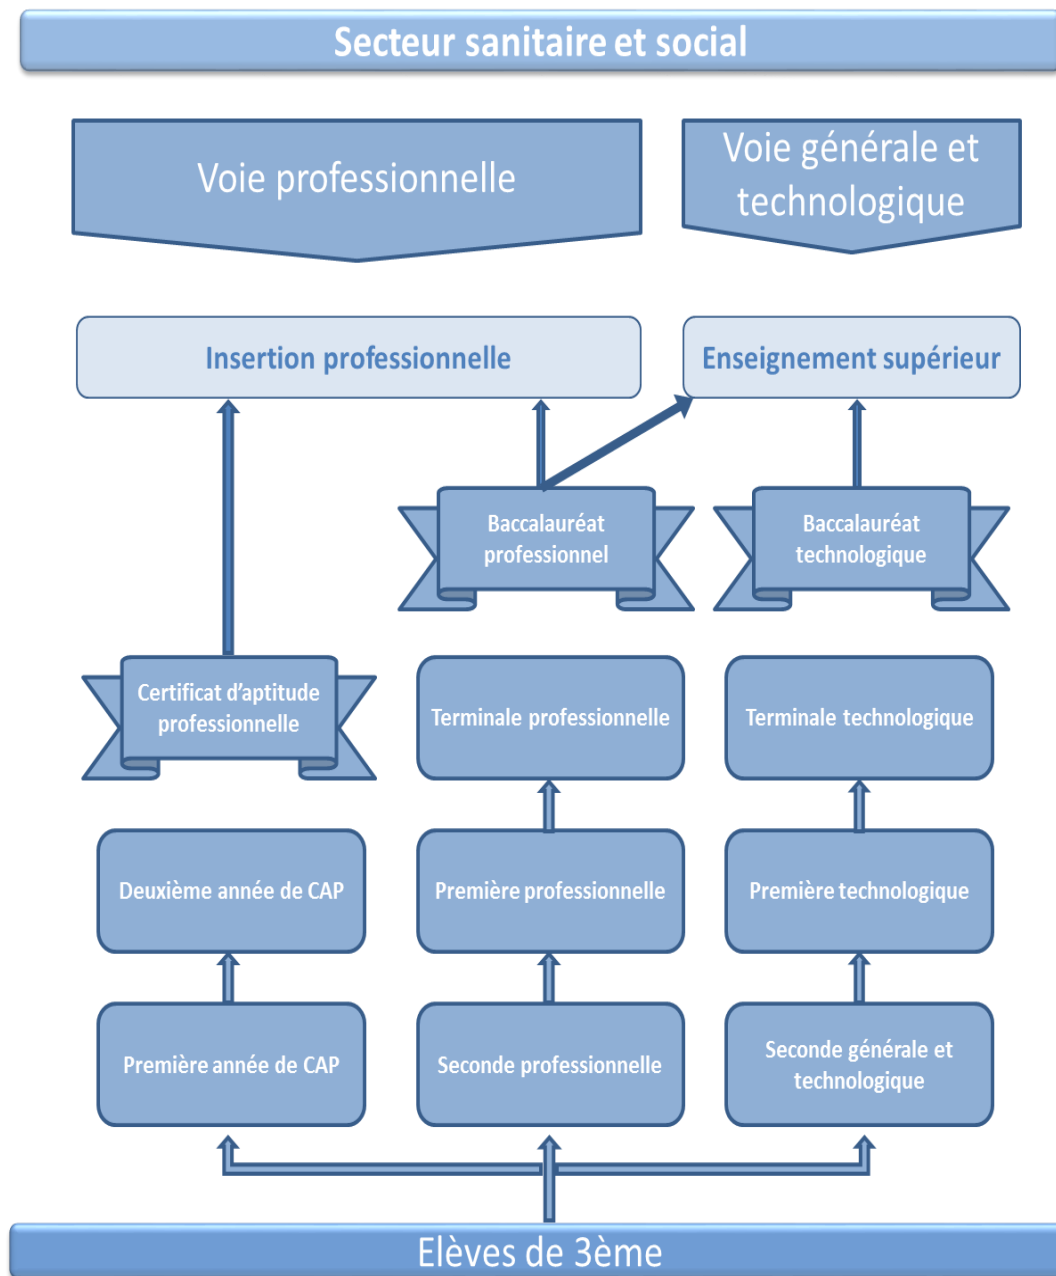 Secteur sanitaire et social
Voie professionnelle
Voie générale et
technologique
Insertion professionnelle
Enseignement supérieur
Baccalauréat
professionnel
Baccalauréat
technologique
Certificat d'aptitude
professionnelle
Terminale professionnelle
Terminale technologique
Deuxième année de CAP
Première professionnelle
Première technologique
Première année de CAP
Seconde professionnelle
Seconde générale et
technologique
Elèves de 3ème